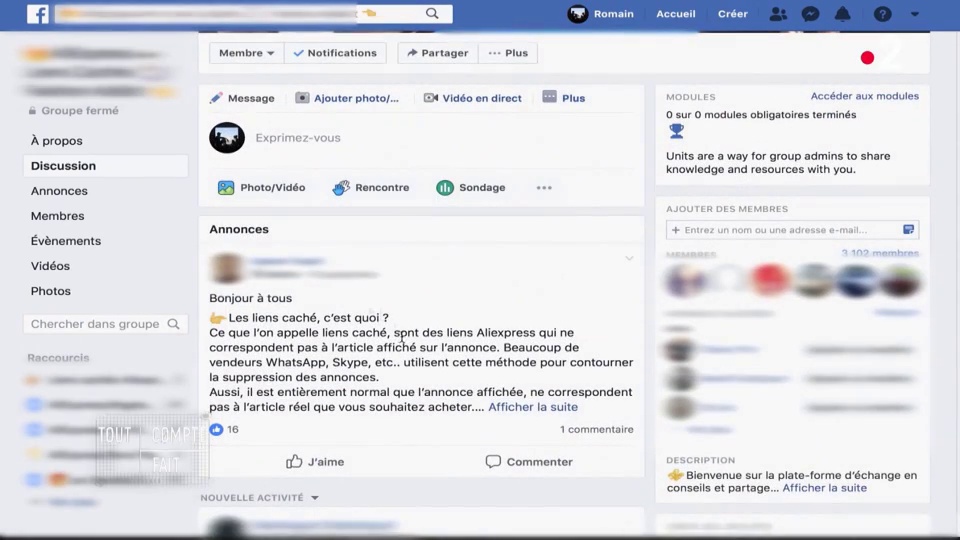 f
Romain
Accueil
Créer
Membre
Notifications
Partager
Plus
2
Groupe fermé
À propos
Discussion
Annonces
Membres
Évènements
Vidéos
Photos
Chercher dans groupe
Raccourcis
Message
Ajouter photo/...
Vidéo en direct
Plus
Exprimez-vous
Photo/Vidéo
Rencontre
Sondage
Annonces
Bonjour à tous
Les liens caché, c'est quoi ?
Ce que l'on appelle liens caché, sont des liens Aliexpress qui ne
correspondent pas à l'article affiché sur l'annonce. Beaucoup de
vendeurs WhatsApp, Skype, etc.. utilisent cette méthode pour contourner
la suppression des annonces.
Aussi, il est entièrement normal que l'annonce affichée, ne correspondent
pas à l'article réel que vous souhaitez acheter.... Afficher la suite
16
1 commentaire
J'aime
Commenter
NOUVELLE ACTIVITÉ
MODULES
Accéder aux modules
0 sur 0 modules obligatoires terminés
Units are a way for group admins to share
knowledge and resources with you.
AJOUTER DES MEMBRES
+ Entrez un nom ou une adresse e-mail...
MEMBRES
3 102 membres
DESCRIPTION
Bienvenue sur la plate-forme d'échange en
conseils et partage... Afficher la suite
TOUT COMPTE
FAIT